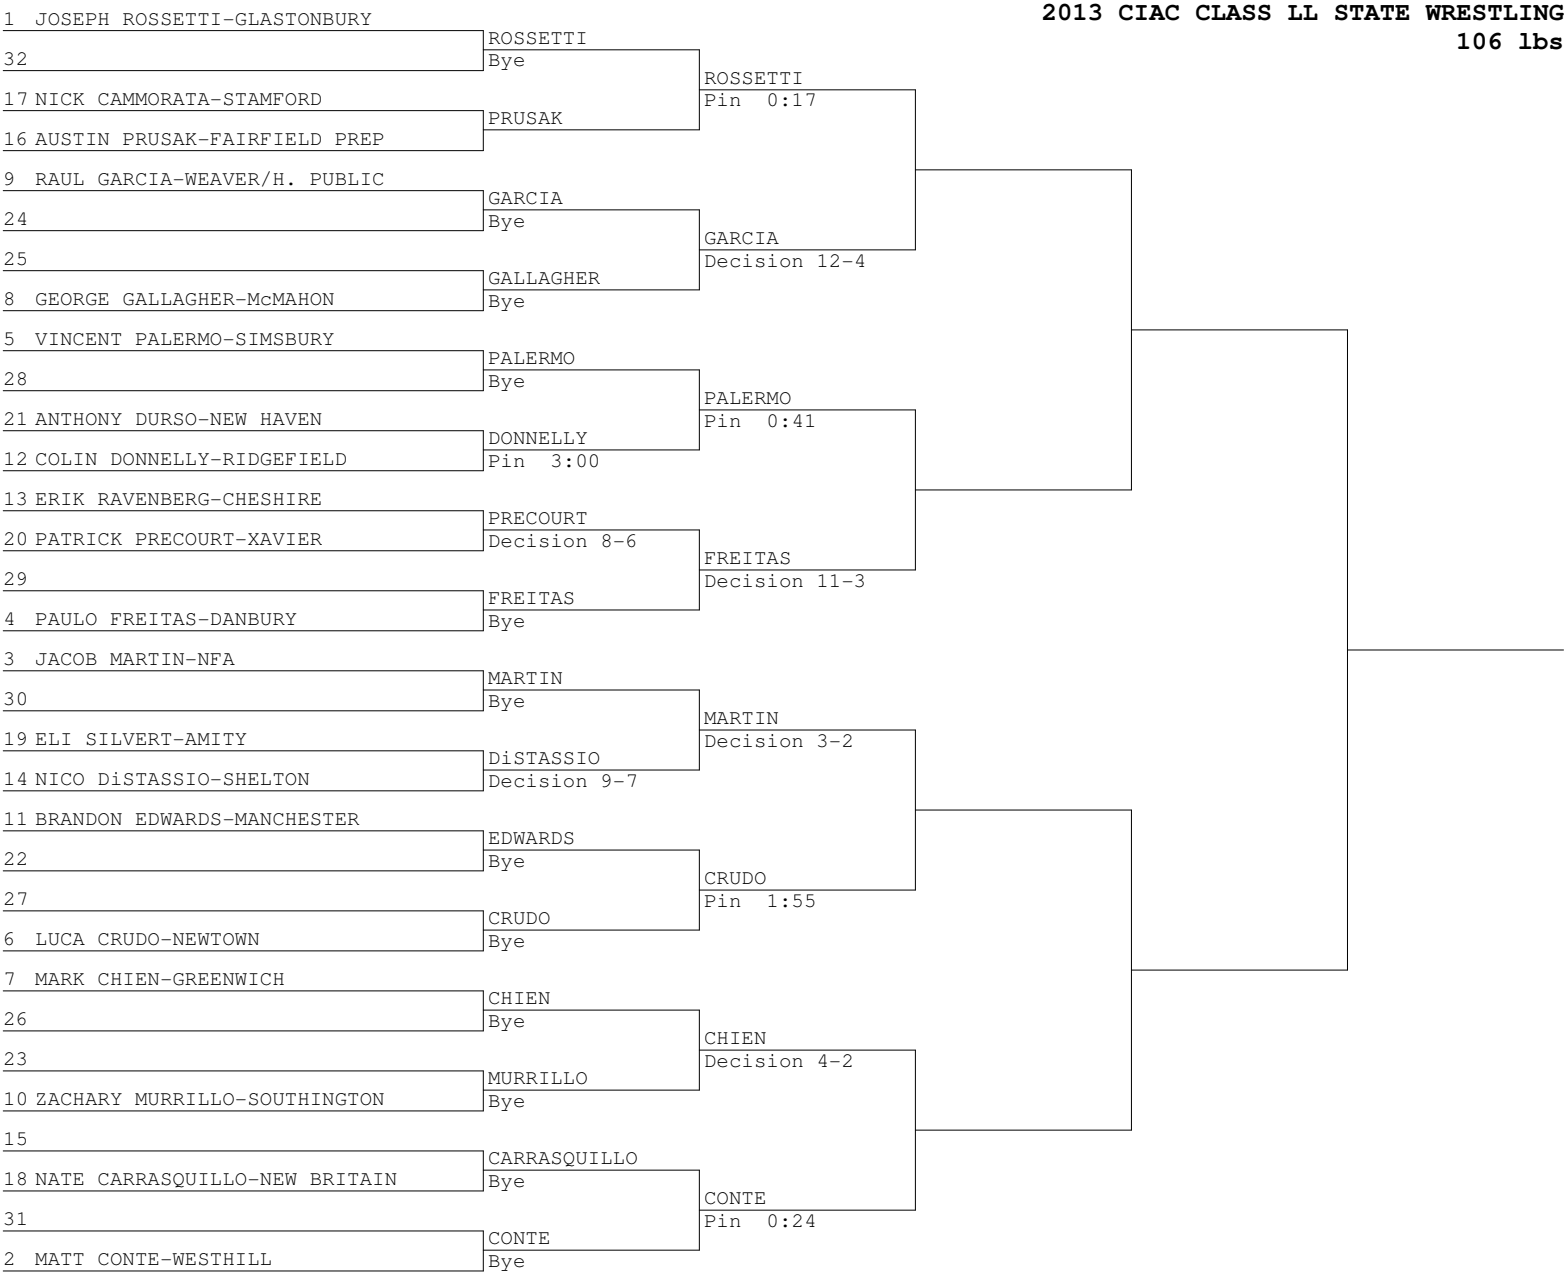 2013 CIAC CLASS LL STATE WRESTLING
106 lbs
1 JOSEPH ROSSETTI-GLASTONBURY
32
17 NICK CAMMORATA-STAMFORD
16 AUSTIN PRUSAK-FAIRFIELD PREP
9 RAUL GARCIA-WEAVER/H. PUBLIC
24
25
8 GEORGE GALLAGHER-McMAHON
5 VINCENT PALERMO-SIMSBURY
28
21 ANTHONY DURSO-NEW HAVEN
12 COLIN DONNELLY-RIDGEFIELD
13 ERIK RAVENBERG-CHESHIRE
20 PATRICK PRECOURT-XAVIER
29
4 PAULO FREITAS-DANBURY
3 JACOB MARTIN-NFA
30
19 ELI SILVERT-AMITY
14 NICO DiSTASSIO-SHELTON
11 BRANDON EDWARDS-MANCHESTER
22
27
6 LUCA CRUDO-NEWTOWN
7 MARK CHIEN-GREENWICH
26
23
10 ZACHARY MURRILLO-SOUTHINGTON
15
18 NATE CARRASQUILLO-NEW BRITAIN
31
2 MATT CONTE-WESTHILL
ROSSETTI
Bye
PRUSAK
GARCIA
Bye
GALLAGHER
Bye
PALERMO
Bye
DONNELLY
Pin 3:00
PRECOURT
Decision 8-6
FREITAS
Bye
MARTIN
Bye
DiSTASSIO
Decision 9-7
EDWARDS
Bye
CRUDO
Bye
CHIEN
Bye
MURRILLO
Bye
CARRASQUILLO
Bye
CONTE
Bye
ROSSETTI
Pin 0:17
GARCIA
Decision 12-4
PALERMO
Pin 0:41
FREITAS
Decision 11-3
MARTIN
Decision 3-2
CRUDO
Pin 1:55
CHIEN
Decision 4-2
CONTE
Pin 0:24